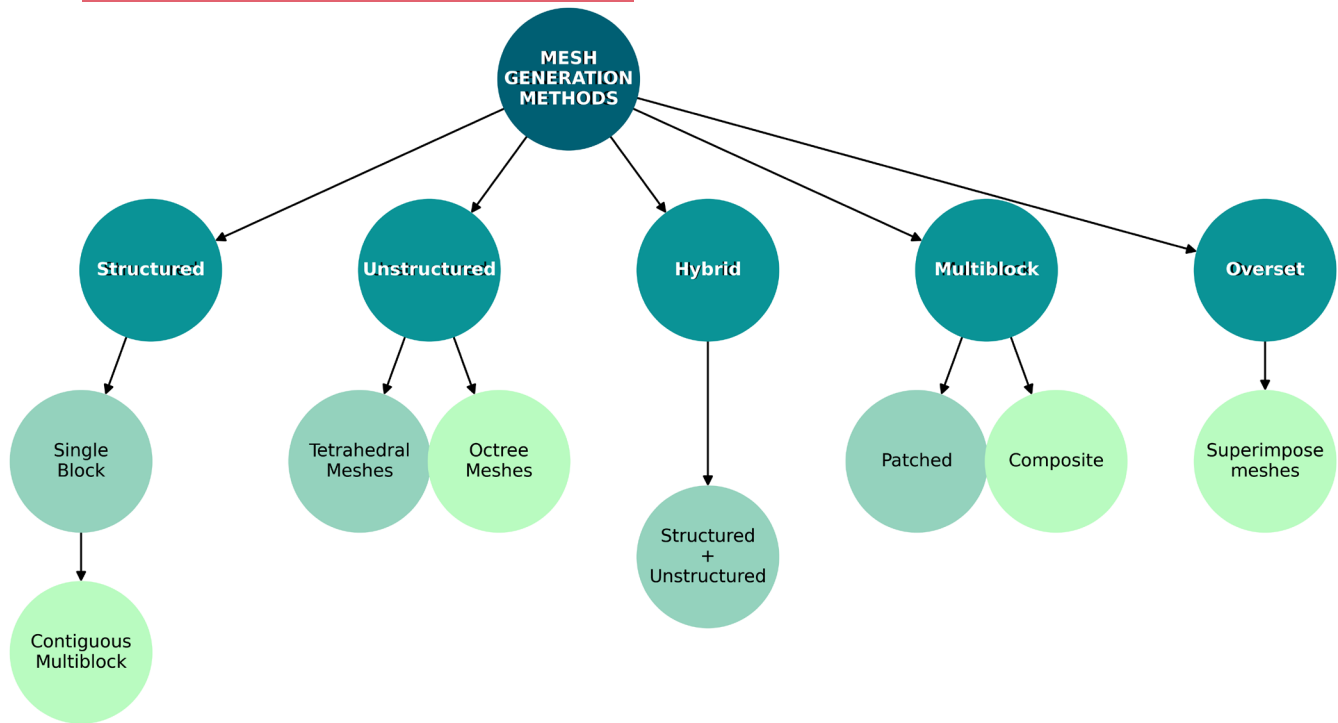 MESH
GENERATION
METHODS
Structured
Unstructured
Hybrid
Multiblock
Overset
Single
Block
Tetrahedral
Meshes
Octree
Meshes
Patched
Composite
Superimpose
meshes
Structured
+
Unstructured
Contiguous
Multiblock